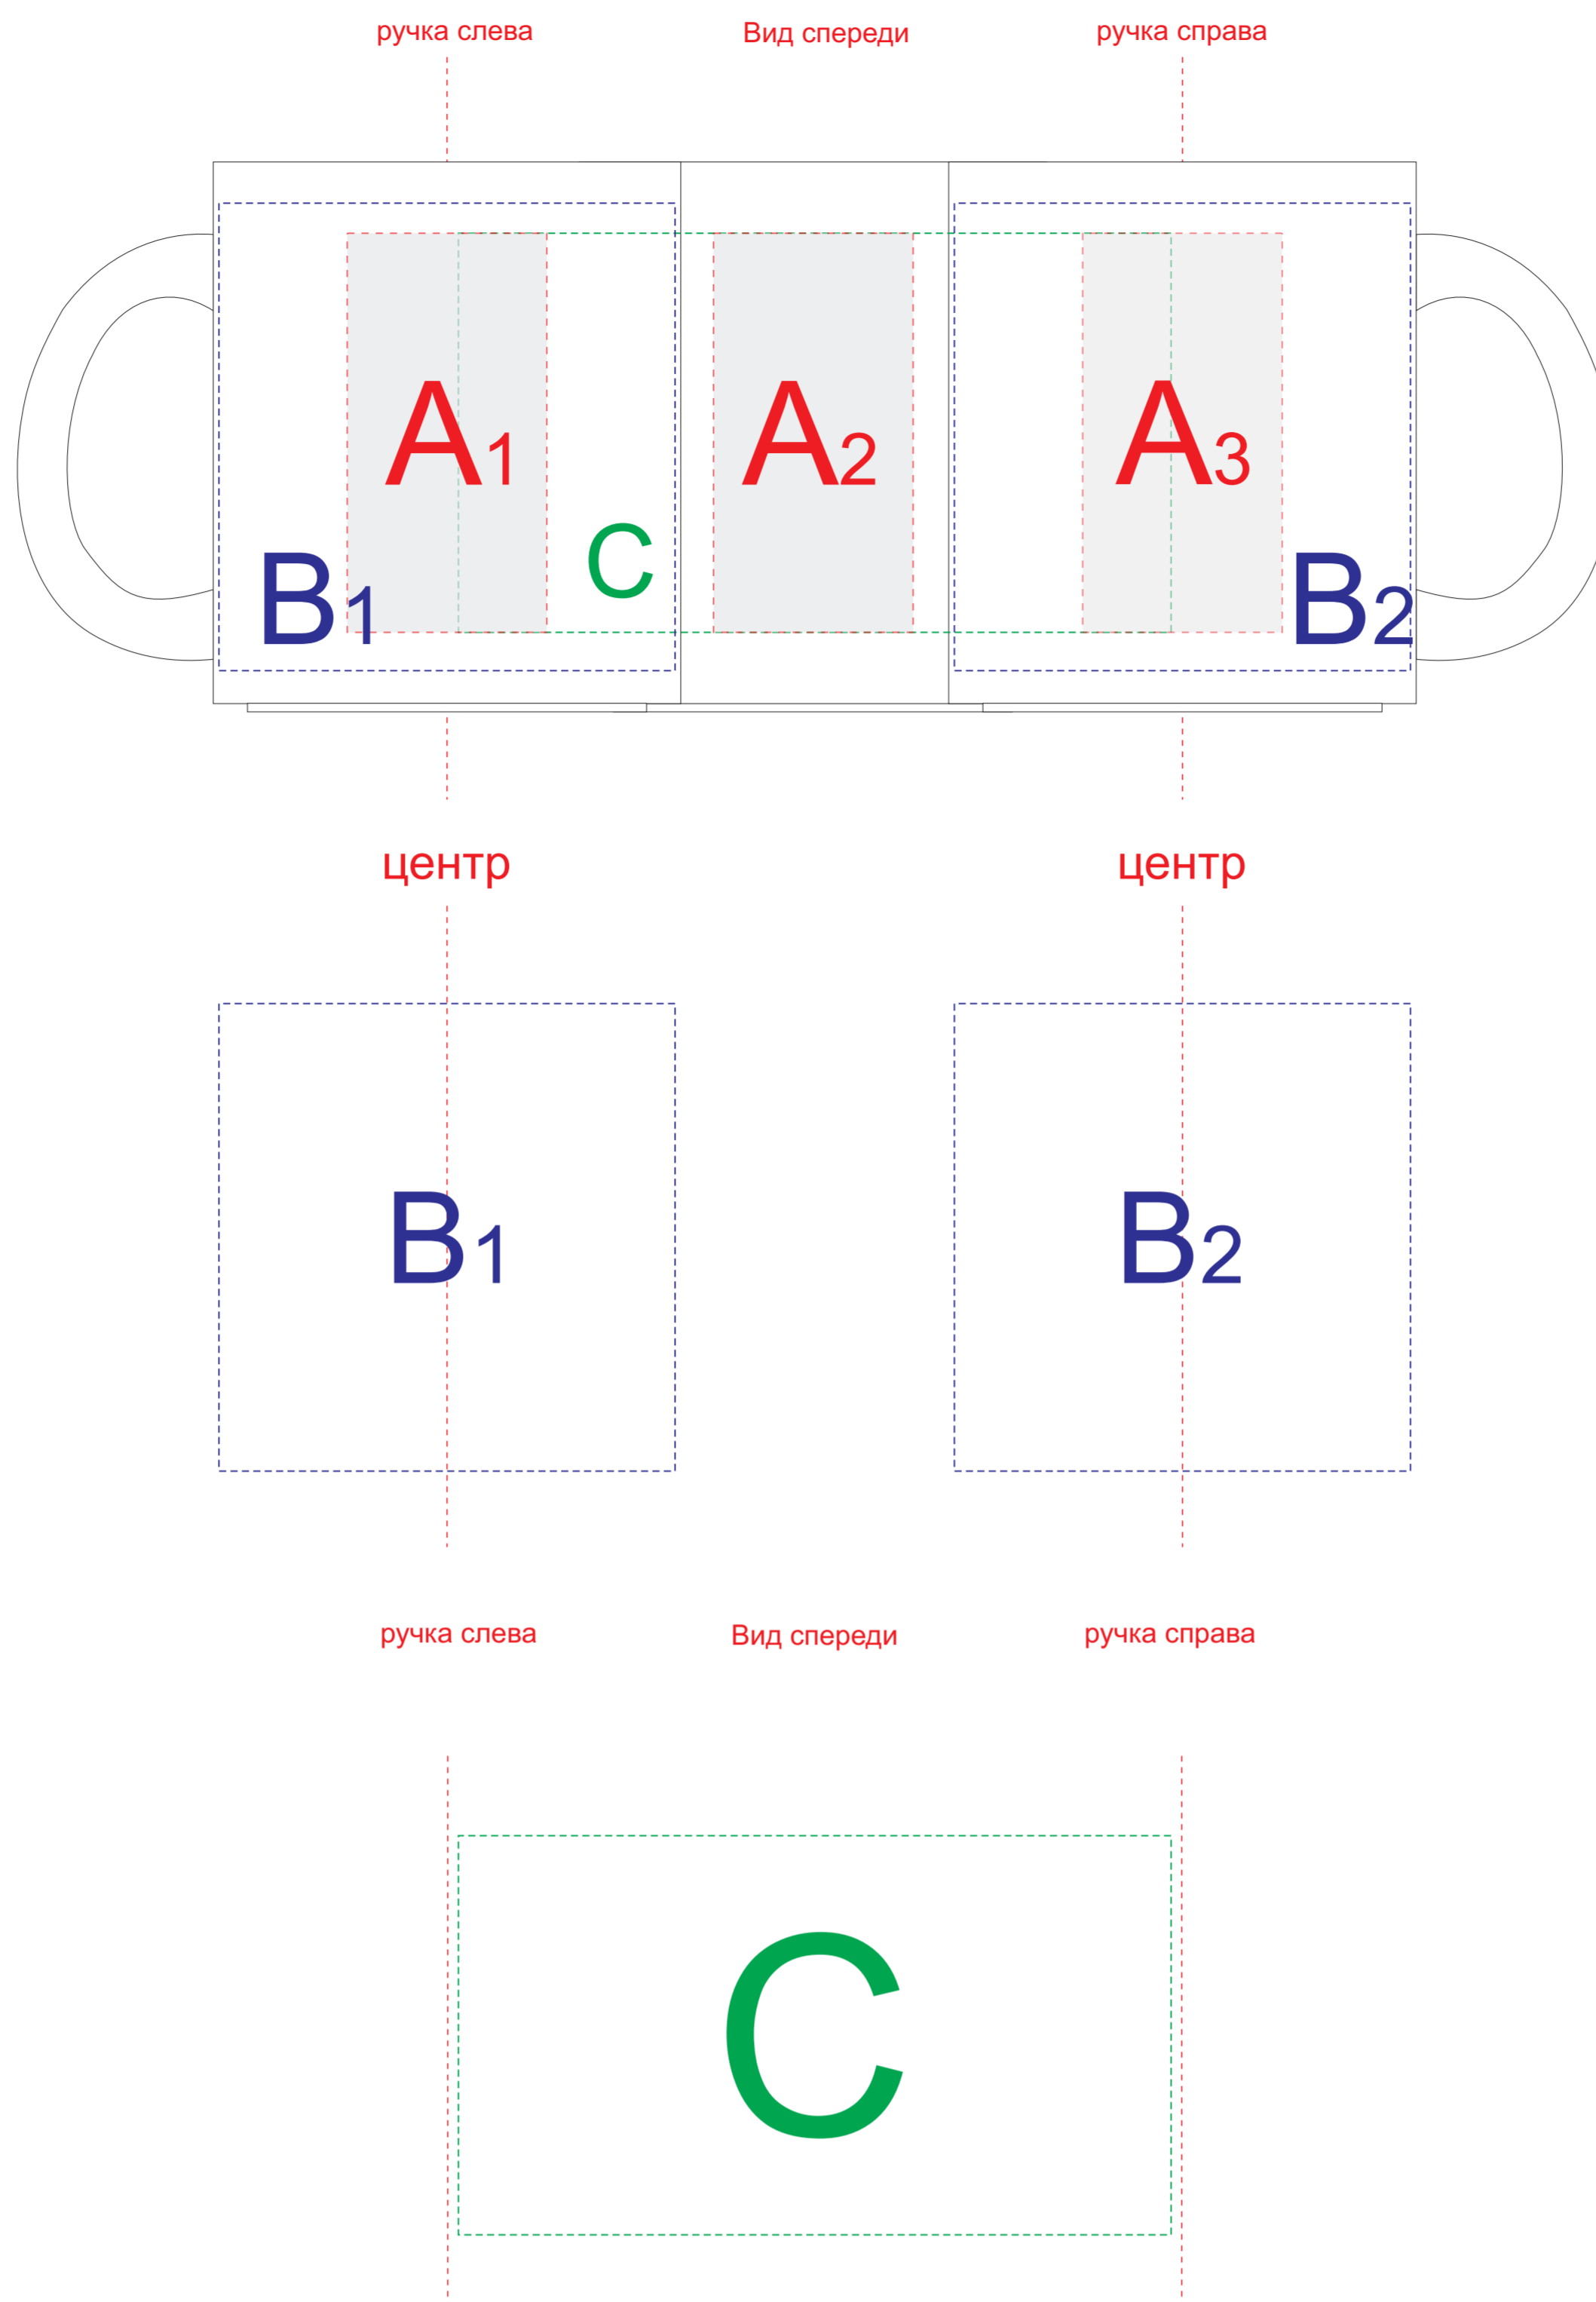 ручка слева Вид спереди ручка справа
A1 A2 A3
C
B1 B2
центр центр
B1 B2
ручка слева Вид спереди ручка справа
C